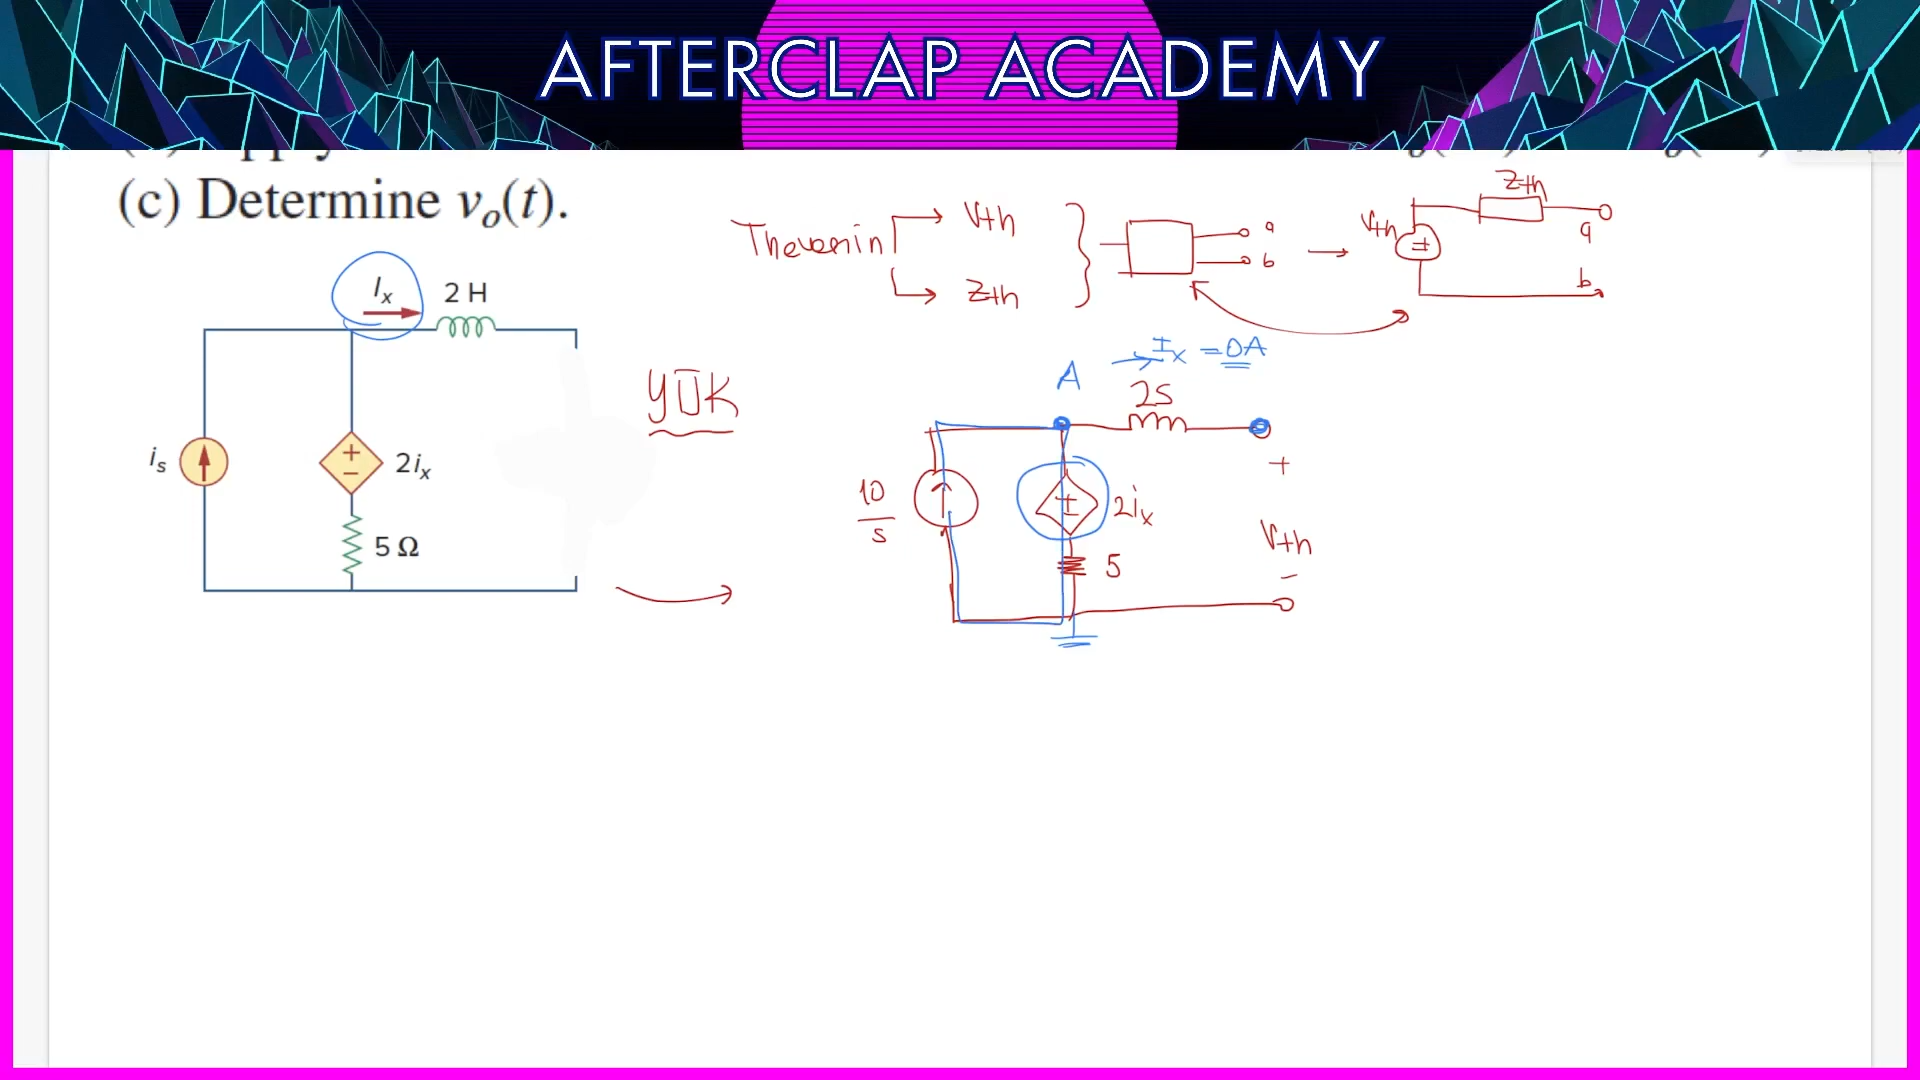 AFTERCLAP ACADEMY
(c) Determine vₒ(t).
Thevenin Vth
Zth
a
b
Vth
Zth
a
b
Iₓ
2 H
iₛ
+
−
2iₓ
5 Ω
YÜK
A
Iₓ = 0A
2S
10
s
±
2iₓ
5
+
Vth
−